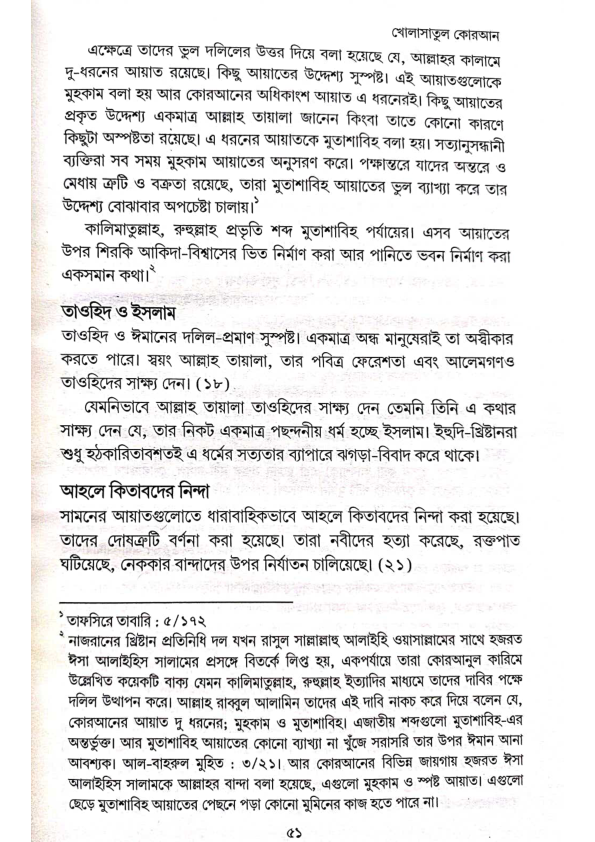 খোলাসাতুল কোরআন
এক্ষেত্রে তাদের ভুল দলিলের উত্তর দিয়ে বলা হয়েছে যে, আল্লাহর কালামে
দু-ধরনের আয়াত রয়েছে। কিছু আয়াতের উদ্দেশ্য সুস্পষ্ট। এই আয়াতগুলোকে
মুহকাম বলা হয় আর কোরআনের অধিকাংশ আয়াত এ ধরনেরই। কিছু আয়াতের
প্রকৃত উদ্দেশ্য একমাত্র আল্লাহ তায়ালা জানেন কিংবা তাতে কোনো কারণে
কিছুটা অস্পষ্টতা রয়েছে। এ ধরনের আয়াতকে মুতাশাবিহ বলা হয়। সত্যানুসন্ধানী
ব্যক্তিরা সব সময় মুহকাম আয়াতের অনুসরণ করে। পক্ষান্তরে যাদের অন্তরে ও
মেধায় ত্রুটি ও বক্রতা রয়েছে, তারা মুতাশাবিহ আয়াতের ভুল ব্যাখ্যা করে তার
উদ্দেশ্য বোঝাবার অপচেষ্টা চালায়।১
কালিমাতুল্লাহ, রুহুল্লাহ প্রভৃতি শব্দ মুতাশাবিহ পর্যায়ের। এসব আয়াতের
উপর শিরকি আকিদা-বিশ্বাসের ভিত নির্মাণ করা আর পানিতে ভবন নির্মাণ করা
একসমান কথা।২
তাওহিদ ও ইসলাম
তাওহিদ ও ঈমানের দলিল-প্রমাণ সুস্পষ্ট। একমাত্র অন্ধ মানুষেরাই তা অস্বীকার
করতে পারে। স্বয়ং আল্লাহ তায়ালা, তার পবিত্র ফেরেশতা এবং আলেমগণও
তাওহিদের সাক্ষ্য দেন। (১৮)
যেমনিভাবে আল্লাহ তায়ালা তাওহিদের সাক্ষ্য দেন তেমনি তিনি এ কথার
সাক্ষ্য দেন যে, তার নিকট একমাত্র পছন্দনীয় ধর্ম হচ্ছে ইসলাম। ইহুদি-খ্রিষ্টানরা
শুধু হঠকারিতাবশতই এ ধর্মের সত্যতার ব্যাপারে ঝগড়া-বিবাদ করে থাকে।
আহলে কিতাবদের নিন্দা
সামনের আয়াতগুলোতে ধারাবাহিকভাবে আহলে কিতাবদের নিন্দা করা হয়েছে।
তাদের দোষত্রুটি বর্ণনা করা হয়েছে। তারা নবীদের হত্যা করেছে, রক্তপাত
ঘটিয়েছে, নেককার বান্দাদের উপর নির্যাতন চালিয়েছে। (২১)
১ তাফসিরে তাবারি : ৫/১৭২
২ নাজরানের খ্রিষ্টান প্রতিনিধি দল যখন রাসুল সাল্লাল্লাহু আলাইহি ওয়াসাল্লামের সাথে হজরত
ঈসা আলাইহিস সালামের প্রসঙ্গে বিতর্কে লিপ্ত হয়, একপর্যায়ে তারা কোরআনুল কারিমে
উল্লেখিত কয়েকটি বাক্য যেমন কালিমাতুল্লাহ, রুহুল্লাহ ইত্যাদির মাধ্যমে তাদের দাবির পক্ষে
দলিল উত্থাপন করে। আল্লাহ রাব্বুল আলামিন তাদের এই দাবি নাকচ করে দিয়ে বলেন যে,
কোরআনের আয়াত দু ধরনের; মুহকাম ও মুতাশাবিহ। এজাতীয় শব্দগুলো মুতাশাবিহ-এর
অন্তর্ভুক্ত। আর মুতাশাবিহ আয়াতের কোনো ব্যাখ্যা না খুঁজে সরাসরি তার উপর ঈমান আনা
আবশ্যক। আল-বাহরুল মুহিত : ৩/২১। আর কোরআনের বিভিন্ন জায়গায় হজরত ঈসা
আলাইহিস সালামকে আল্লাহর বান্দা বলা হয়েছে, এগুলো মুহকাম ও স্পষ্ট আয়াত। এগুলো
ছেড়ে মুতাশাবিহ আয়াতের পেছনে পড়া কোনো মুমিনের কাজ হতে পারে না।
৫১